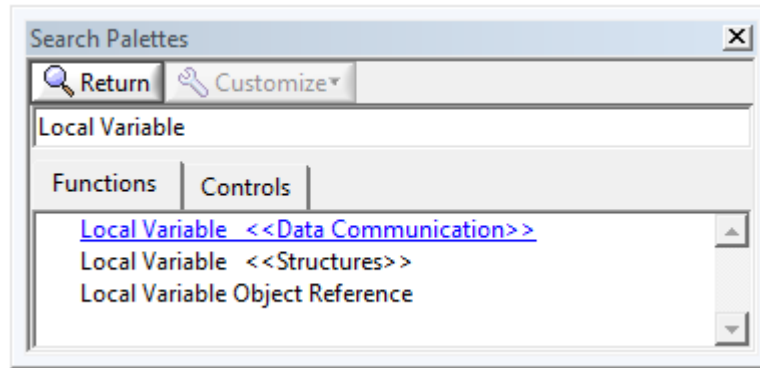 Search Palettes
Return Customize
Local Variable
Functions Controls
Local Variable <<Data Communication>>
Local Variable <<Structures>>
Local Variable Object Reference